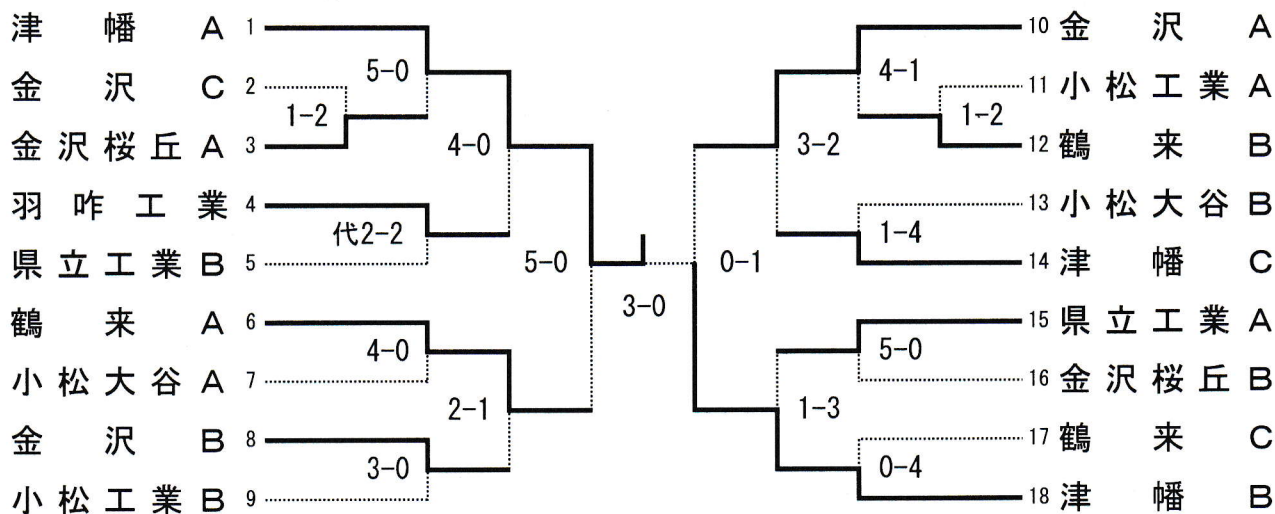 津幡A 1
金沢C 2
金沢桜丘A 3
羽咋工業 4
県立工業B 5
鶴来A 6
小松大谷A 7
金沢B 8
小松工業B 9
5-0
1-2
4-0
代2-2
5-0
4-0
2-1
3-0
3-0
10 金沢A
11 小松工業A
12 鶴来B
13 小松大谷B
14 津幡C
15 県立工業A
16 金沢桜丘B
17 鶴来C
18 津幡B
4-1
1-2
3-2
1-4
0-1
5-0
1-3
0-4